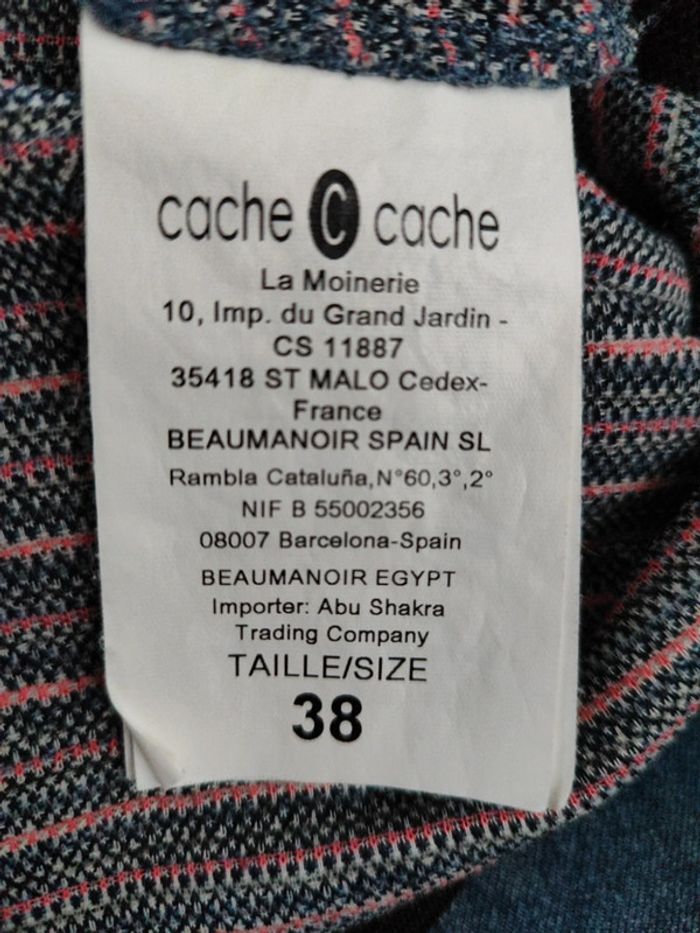 cache C cache
La Moinerie
10, Imp. du Grand Jardin -
CS 11887
35418 ST MALO Cedex-
France
BEAUMANOIR SPAIN SL
Rambla Cataluña,N°60,3°,2°
NIF B 55002356
08007 Barcelona-Spain
BEAUMANOIR EGYPT
Importer: Abu Shakra
Trading Company
TAILLE/SIZE
38